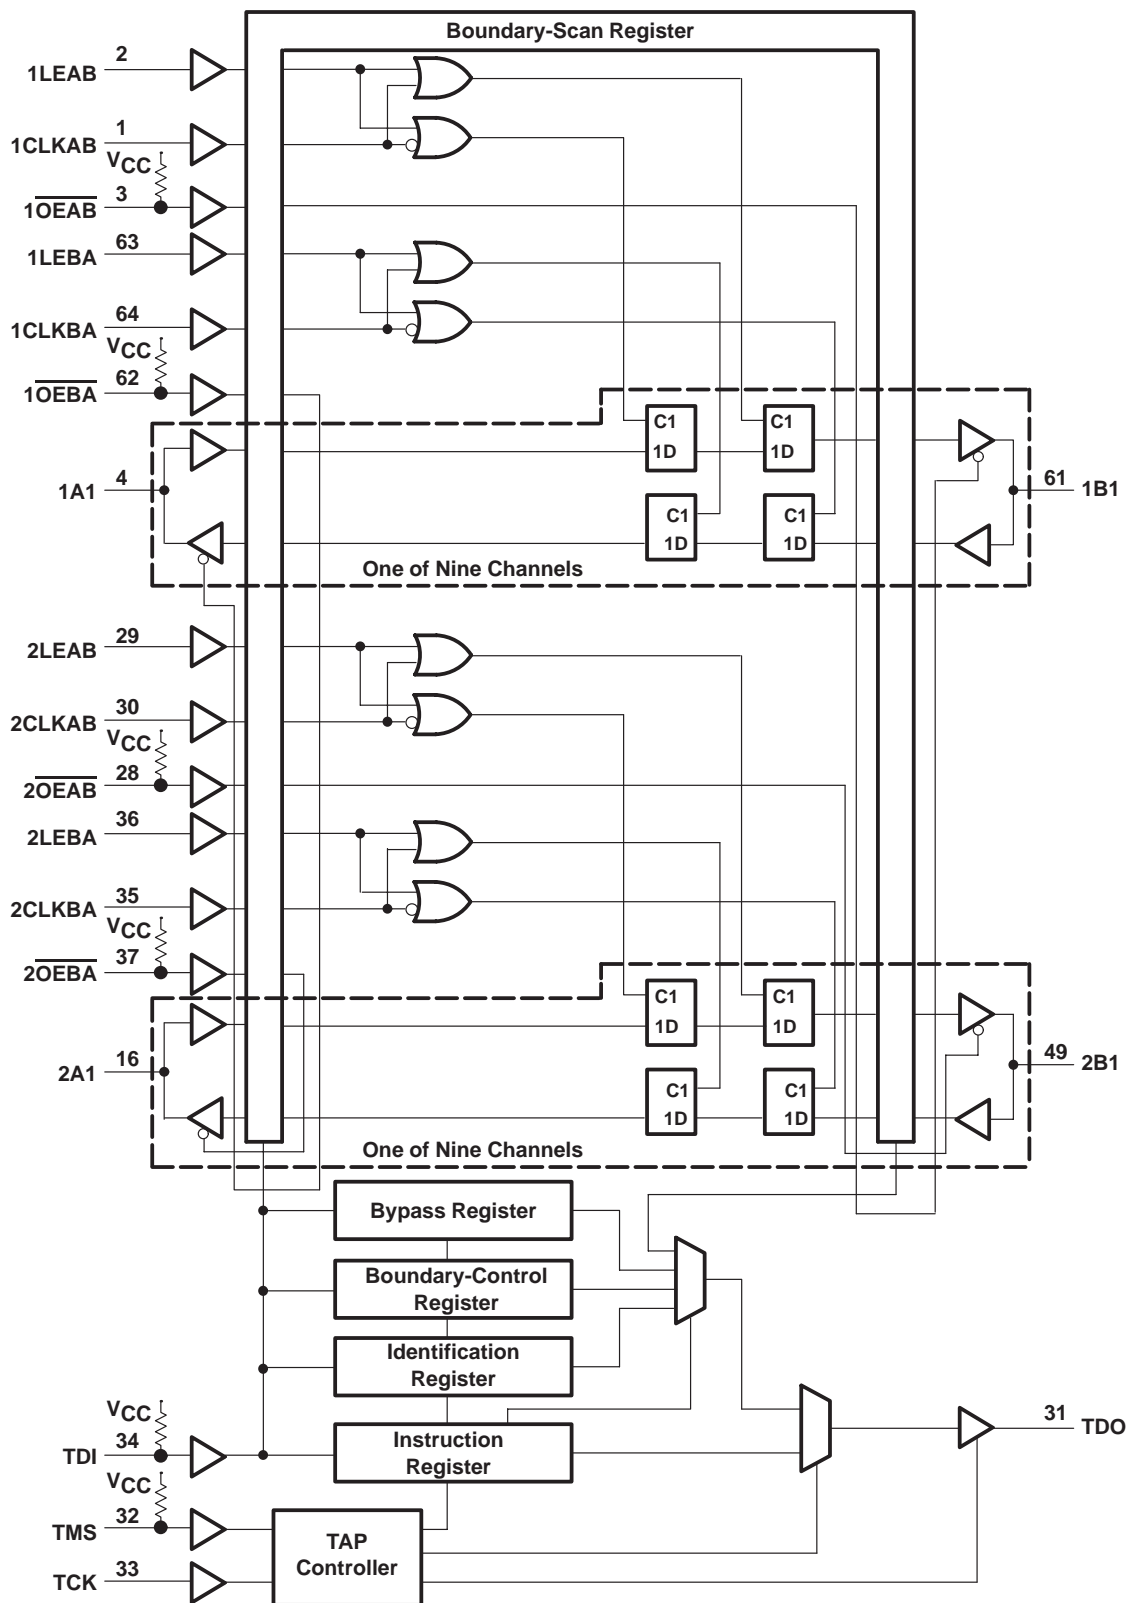 Boundary-Scan Register
1LEAB 2
1CLKAB 1
VCC
1OEAB 3
1LEBA 63
1CLKBA 64
VCC
1OEBA 62
C1 C1
1D 1D
1A1 4
61 1B1
C1 C1
1D 1D
One of Nine Channels
2LEAB 29
2CLKAB 30
VCC
2OEAB 28
2LEBA 36
2CLKBA 35
VCC
2OEBA 37
C1 C1
1D 1D
2A1 16
49 2B1
C1 C1
1D 1D
One of Nine Channels
Bypass Register
Boundary-Control
Register
Identification
Register
VCC
TDI 34
Instruction
Register
31 TDO
VCC
TMS 32
TAP
Controller
TCK 33